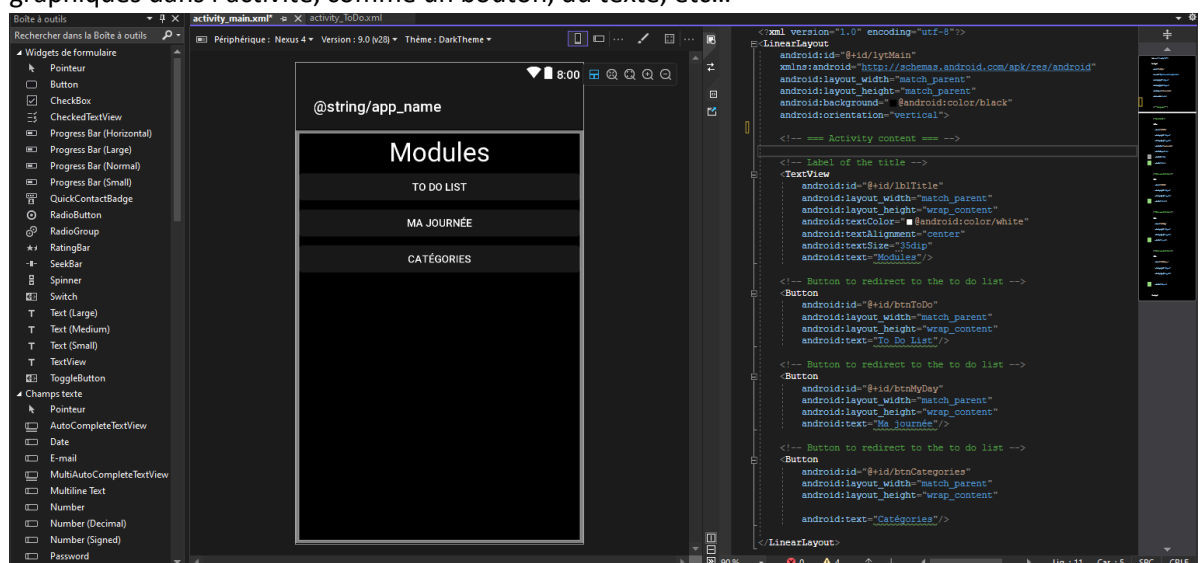 graphiques dans l'activité, comme un bouton, du texte, etc…
Boîte à outils
Rechercher dans la Boîte à outils
Widgets de formulaire
Pointeur
Button
CheckBox
CheckedTextView
Progress Bar (Horizontal)
Progress Bar (Large)
Progress Bar (Normal)
Progress Bar (Small)
QuickContactBadge
RadioButton
RadioGroup
RatingBar
SeekBar
Spinner
Switch
Text (Large)
Text (Medium)
Text (Small)
TextView
ToggleButton
Champs texte
Pointeur
AutoCompleteTextView
Date
E-mail
MultiAutoCompleteTextView
Multiline Text
Number
Number (Decimal)
Number (Signed)
Password
activity_main.xml* activity_ToDo.xml
Périphérique : Nexus 4 Version : 9.0 (v28) Thème : DarkTheme
8:00
@string/app_name
Modules
TO DO LIST
MA JOURNÉE
CATÉGORIES
<?xml version="1.0" encoding="utf-8"?>
<LinearLayout
android:id="@+id/lytMain"
xmlns:android="http://schemas.android.com/apk/res/android"
android:layout_width="match_parent"
android:layout_height="match_parent"
android:background="@android:color/black"
android:orientation="vertical">
<!-- === Activity content === -->
<!-- Label of the title -->
<TextView
android:id="@+id/lblTitle"
android:layout_width="match_parent"
android:layout_height="wrap_content"
android:textColor="@android:color/white"
android:textAlignment="center"
android:textSize="35dip"
android:text="Modules"/>
<!-- Button to redirect to the to do list -->
<Button
android:id="@+id/btnToDo"
android:layout_width="match_parent"
android:layout_height="wrap_content"
android:text="To Do List"/>
<!-- Button to redirect to the to do list -->
<Button
android:id="@+id/btnMyDay"
android:layout_width="match_parent"
android:layout_height="wrap_content"
android:text="Ma journée"/>
<!-- Button to redirect to the to do list -->
<Button
android:id="@+id/btnCategories"
android:layout_width="match_parent"
android:layout_height="wrap_content"
android:text="Catégories"/>
</LinearLayout>
90 % 0 4 Lig : 11 Car : 5 SPC CRLF